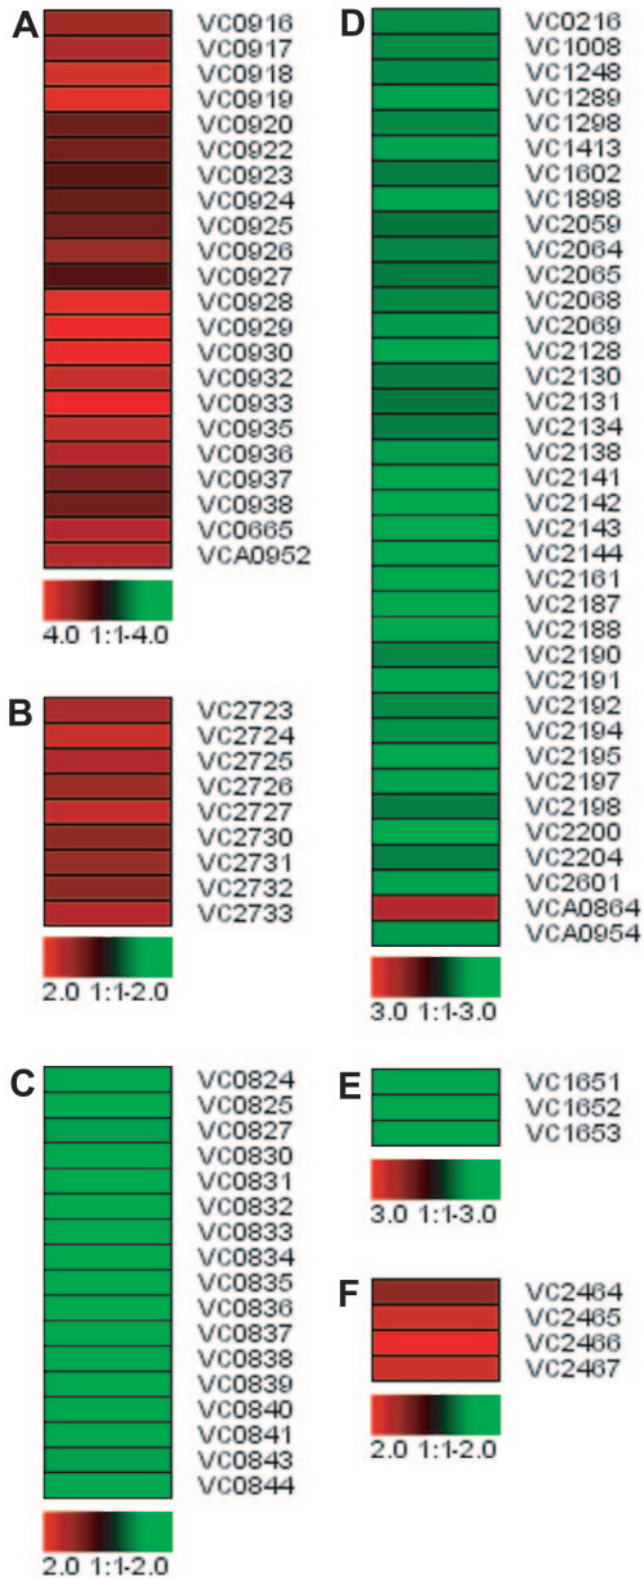 A
VC0916
VC0917
VC0918
VC0919
VC0920
VC0922
VC0923
VC0924
VC0925
VC0926
VC0927
VC0928
VC0929
VC0930
VC0932
VC0933
VC0935
VC0936
VC0937
VC0938
VC0665
VCA0952
4.0 1:1-4.0
B
VC2723
VC2724
VC2725
VC2726
VC2727
VC2730
VC2731
VC2732
VC2733
2.0 1:1-2.0
C
VC0824
VC0825
VC0827
VC0830
VC0831
VC0832
VC0833
VC0834
VC0835
VC0836
VC0837
VC0838
VC0839
VC0840
VC0841
VC0843
VC0844
2.0 1:1-2.0
D
VC0216
VC1008
VC1248
VC1289
VC1298
VC1413
VC1602
VC1898
VC2059
VC2064
VC2065
VC2068
VC2069
VC2128
VC2130
VC2131
VC2134
VC2138
VC2141
VC2142
VC2143
VC2144
VC2161
VC2187
VC2188
VC2190
VC2191
VC2192
VC2194
VC2195
VC2197
VC2198
VC2200
VC2204
VC2601
VCA0864
VCA0954
3.0 1:1-3.0
E
VC1651
VC1652
VC1653
3.0 1:1-3.0
F
VC2464
VC2465
VC2466
VC2467
2.0 1:1-2.0